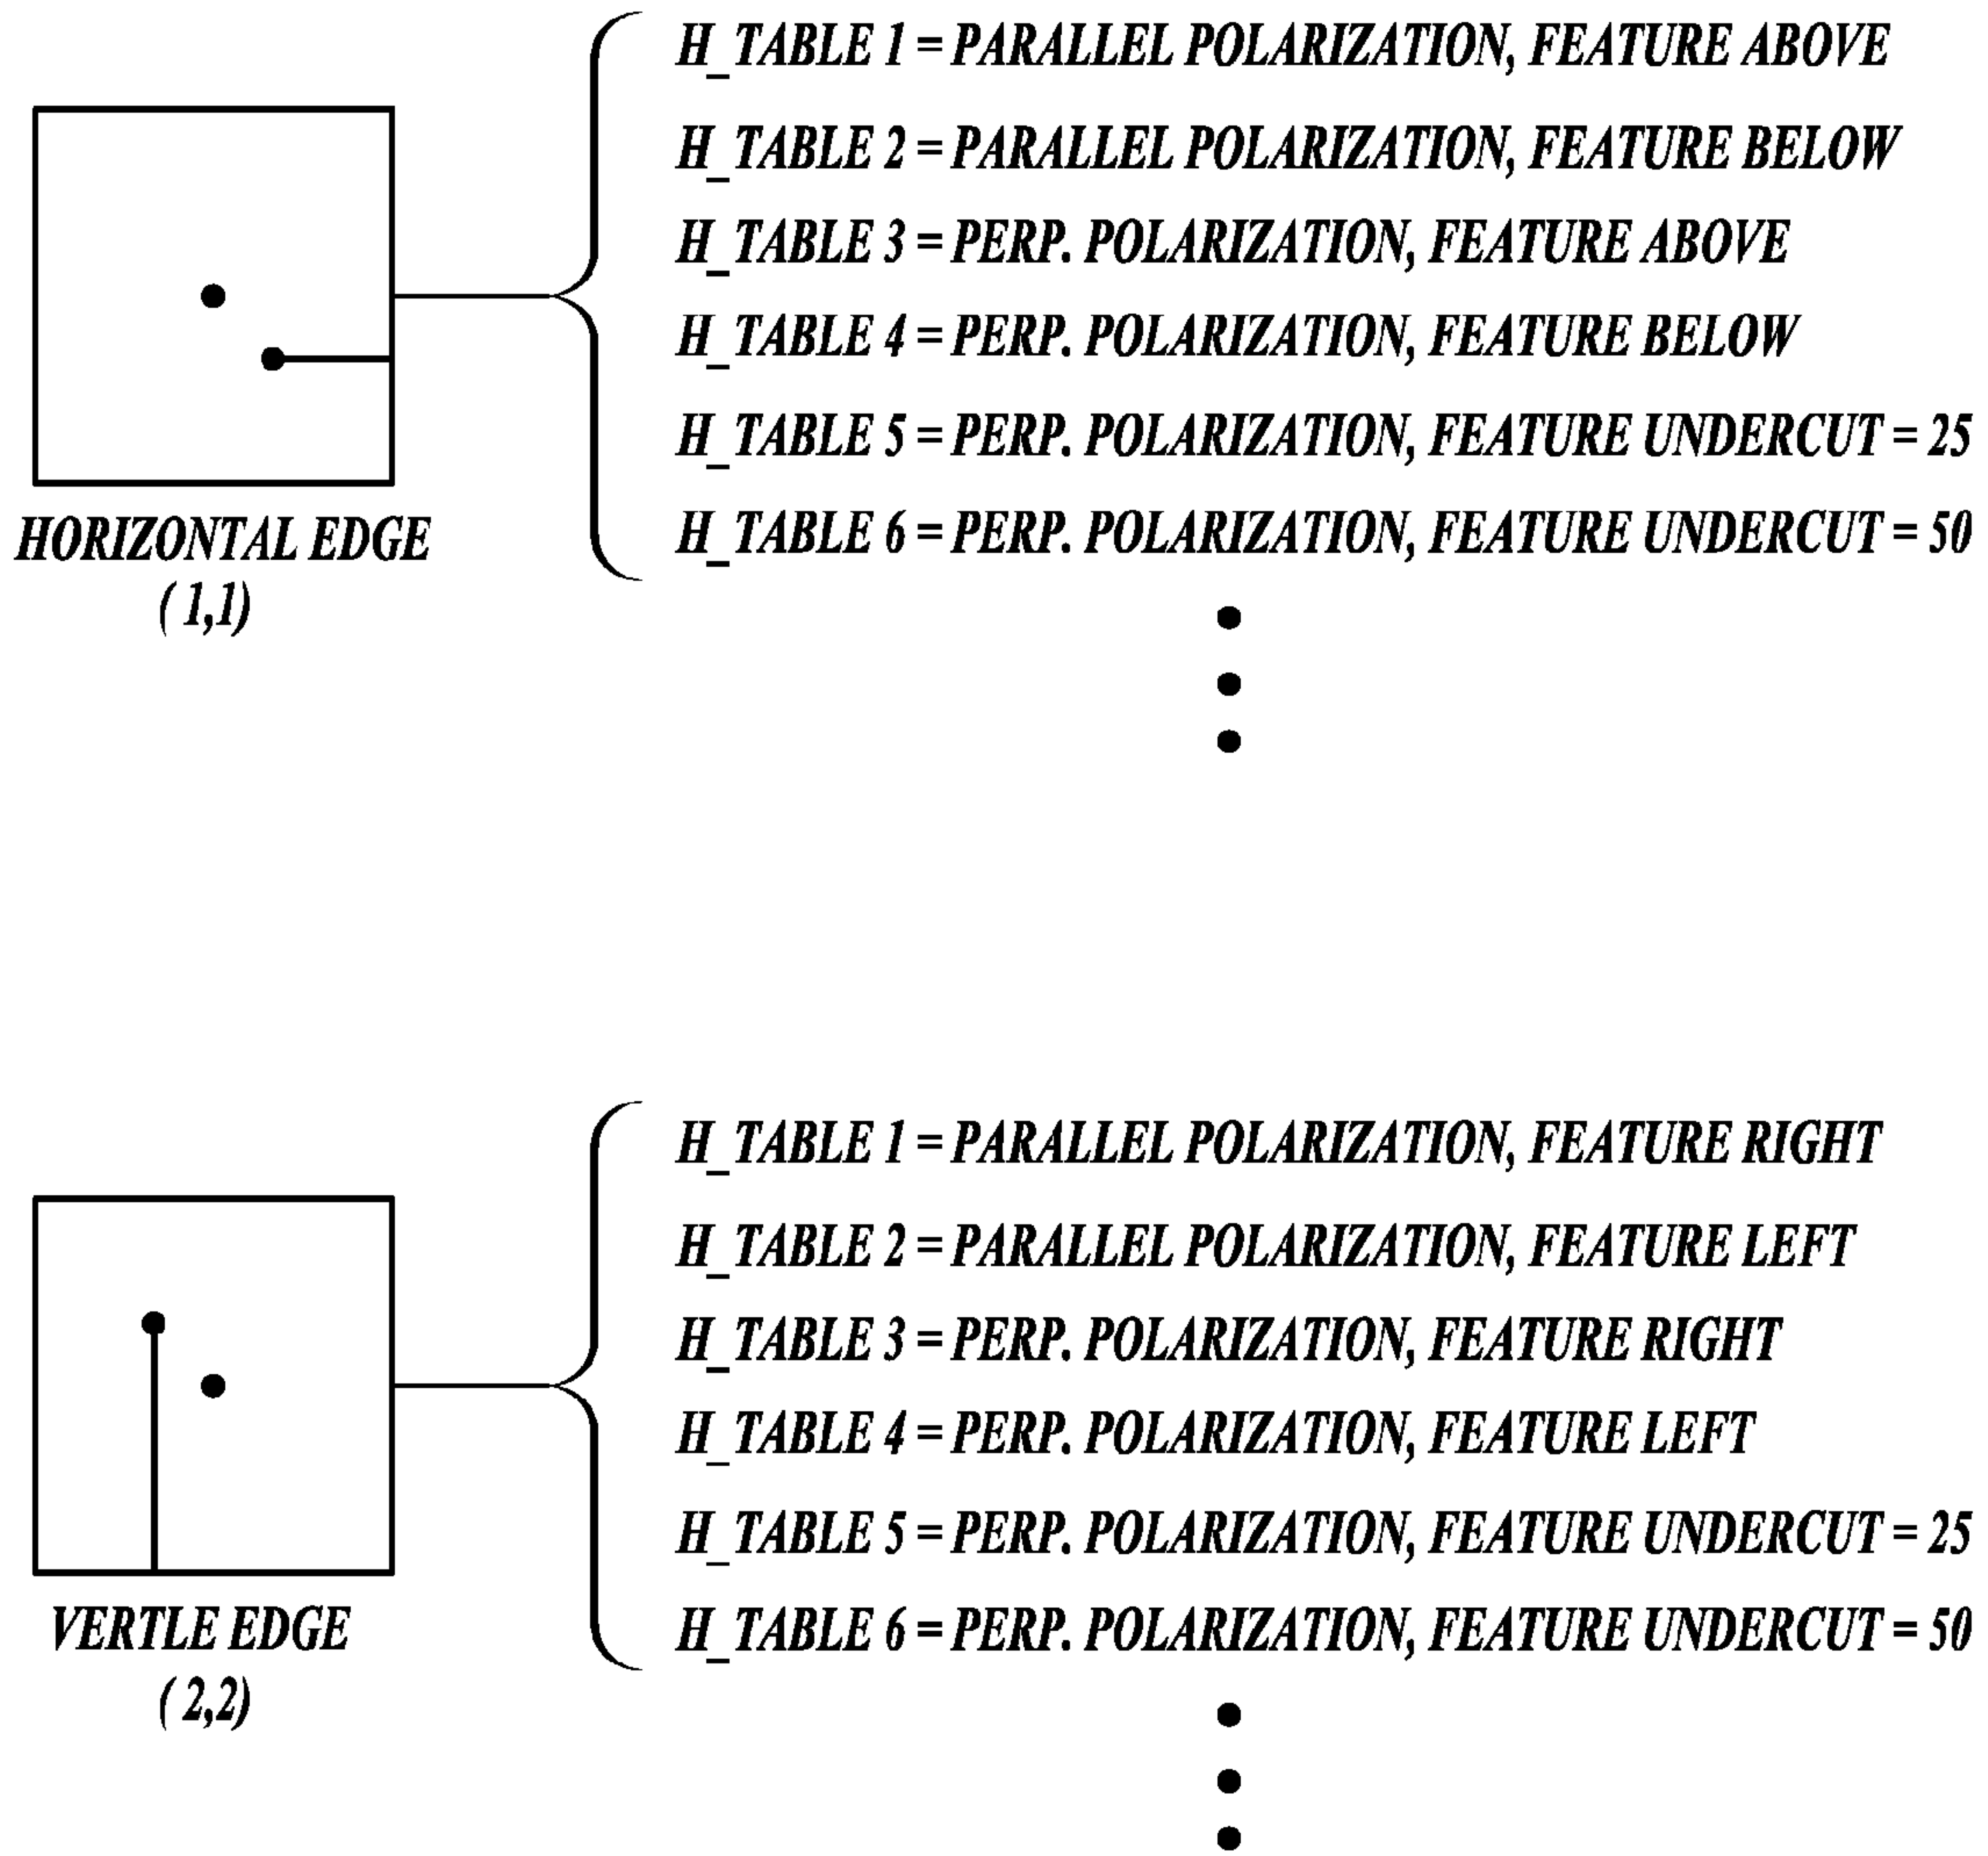 H_TABLE 1 = PARALLEL POLARIZATION, FEATURE ABOVE
H_TABLE 2 = PARALLEL POLARIZATION, FEATURE BELOW
H_TABLE 3 = PERP. POLARIZATION, FEATURE ABOVE
H_TABLE 4 = PERP. POLARIZATION, FEATURE BELOW
H_TABLE 5 = PERP. POLARIZATION, FEATURE UNDERCUT = 25
H_TABLE 6 = PERP. POLARIZATION, FEATURE UNDERCUT = 50
HORIZONTAL EDGE
( 1,1)
H_TABLE 1 = PARALLEL POLARIZATION, FEATURE RIGHT
H_TABLE 2 = PARALLEL POLARIZATION, FEATURE LEFT
H_TABLE 3 = PERP. POLARIZATION, FEATURE RIGHT
H_TABLE 4 = PERP. POLARIZATION, FEATURE LEFT
H_TABLE 5 = PERP. POLARIZATION, FEATURE UNDERCUT = 25
H_TABLE 6 = PERP. POLARIZATION, FEATURE UNDERCUT = 50
VERTLE EDGE
( 2,2)